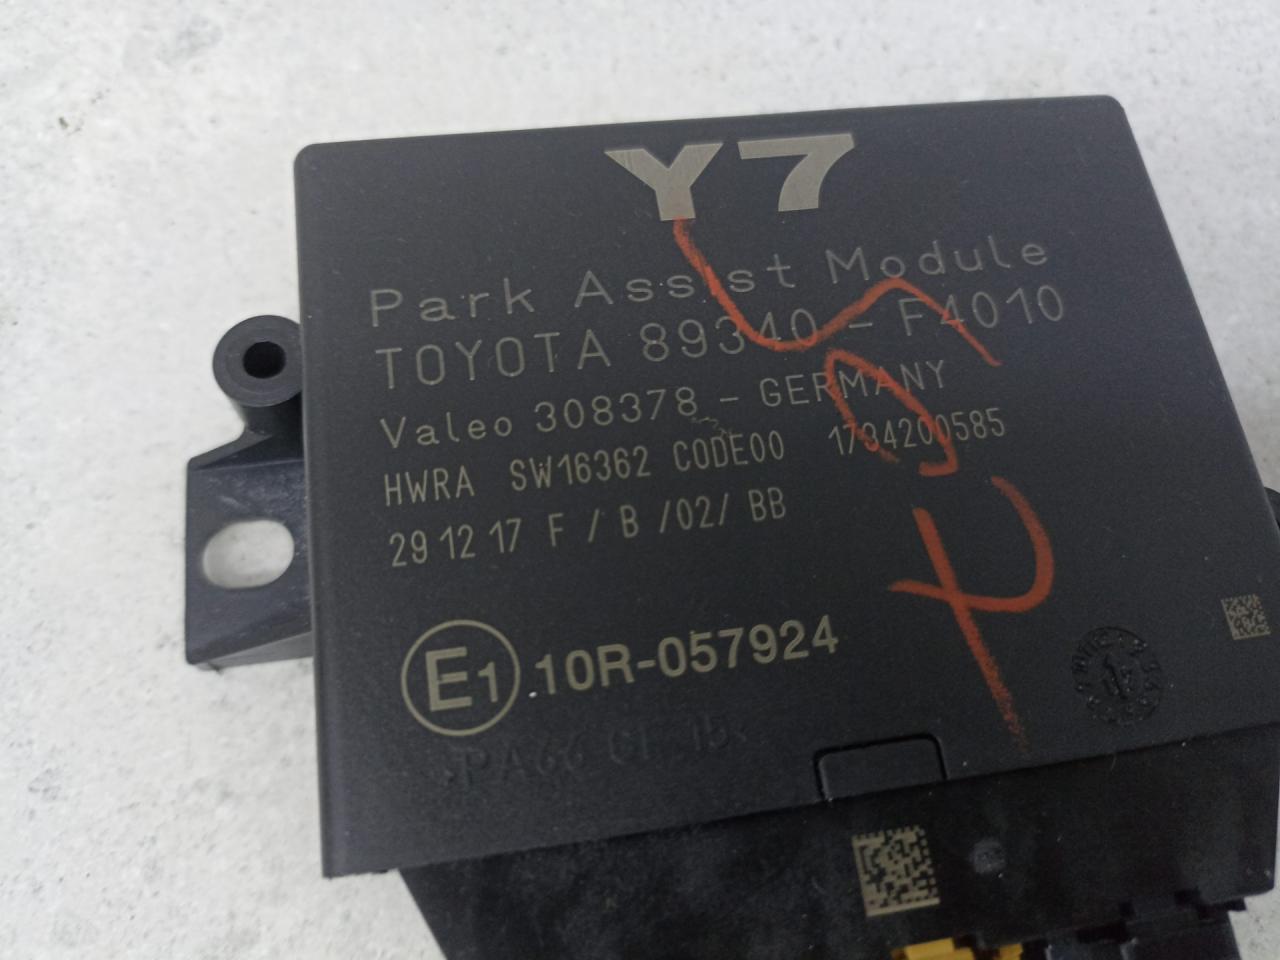 Y7
Park Assist Module
TOYOTA 89340 - F4010
Valeo 308378 - GERMANY
HWRA SW16362 CODE00 1734200585
29 12 17 F / B /02/ BB
E1 10R-057924